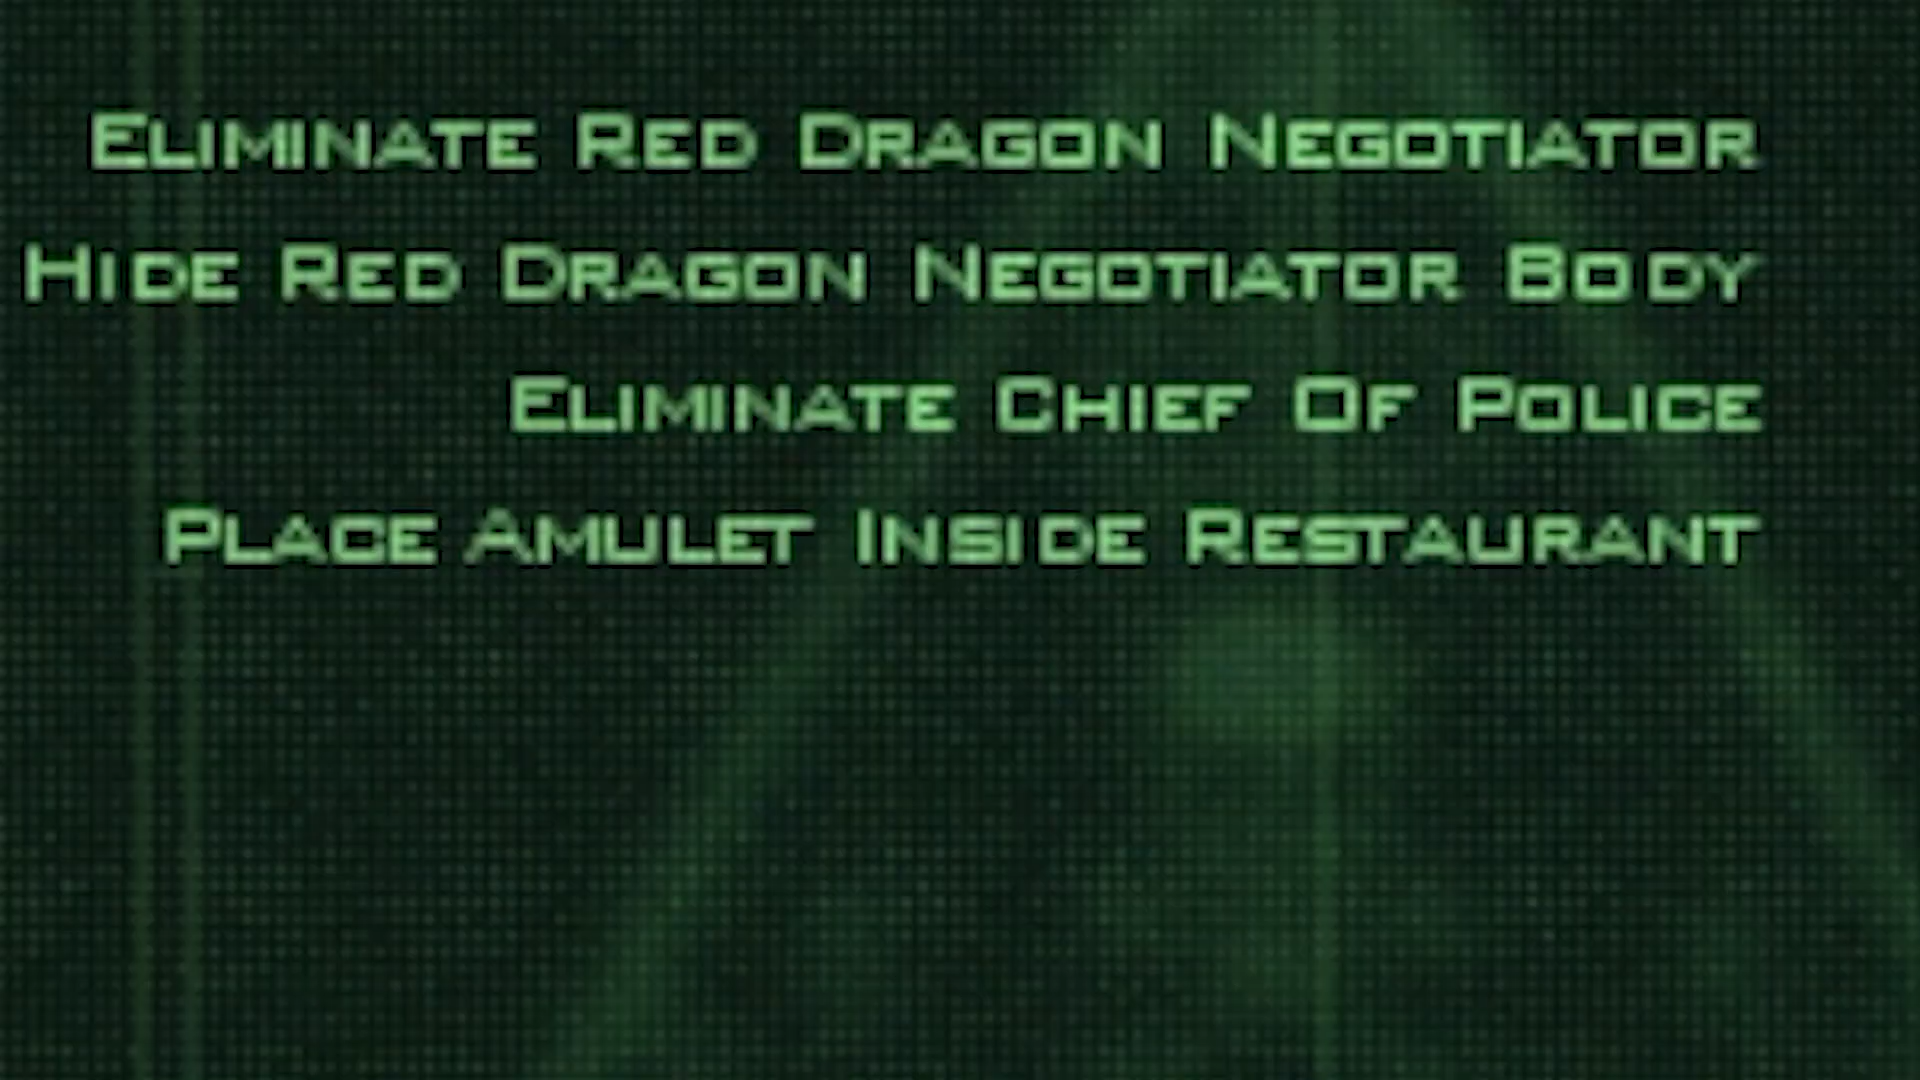 Eliminate Red Dragon Negotiator
Hide Red Dragon Negotiator Body
Eliminate Chief Of Police
Place Amulet Inside Restaurant